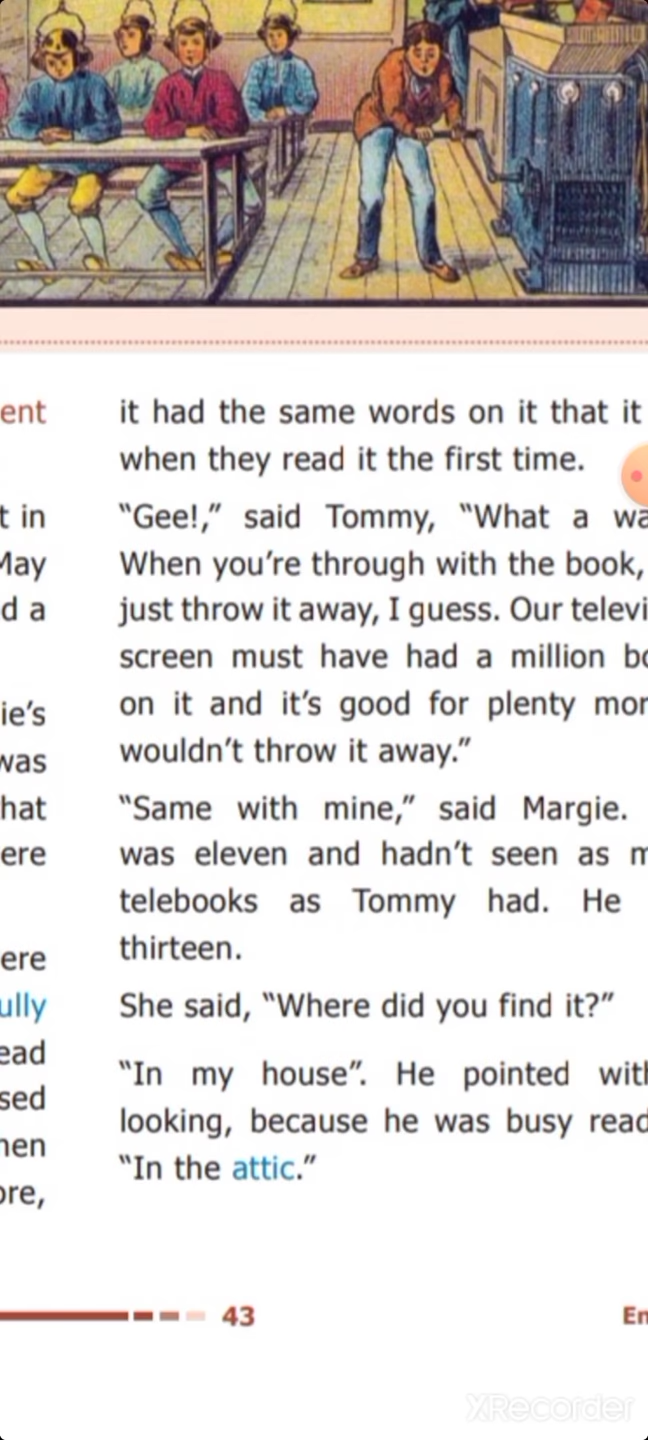 ent
t in
May
d a
ie's
was
hat
ere
ere
ully
ead
sed
hen
ore,
it had the same words on it that it
when they read it the first time.
“Gee!,” said Tommy, “What a wa
When you're through with the book,
just throw it away, I guess. Our televi
screen must have had a million bo
on it and it's good for plenty mor
wouldn't throw it away.”
“Same with mine,” said Margie.
was eleven and hadn't seen as m
telebooks as Tommy had. He
thirteen.
She said, “Where did you find it?”
“In my house”. He pointed with
looking, because he was busy read
“In the attic.”
43
En
XRecorder